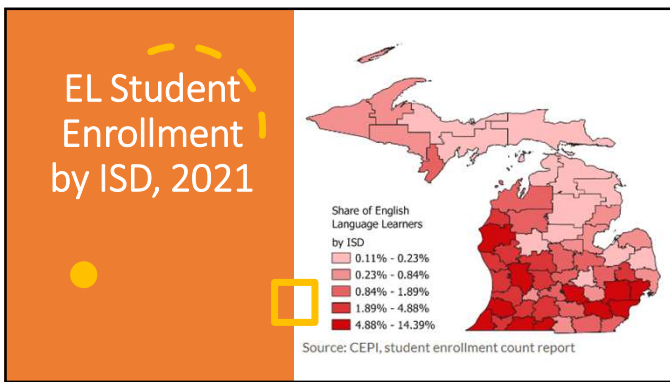 EL Student
Enrollment
by ISD, 2021
Share of English
Language Learners
by ISD
0.11% - 0.23%
0.23% - 0.84%
0.84% - 1.89%
1.89% - 4.88%
4.88% - 14.39%
Source: CEPI, student enrollment count report